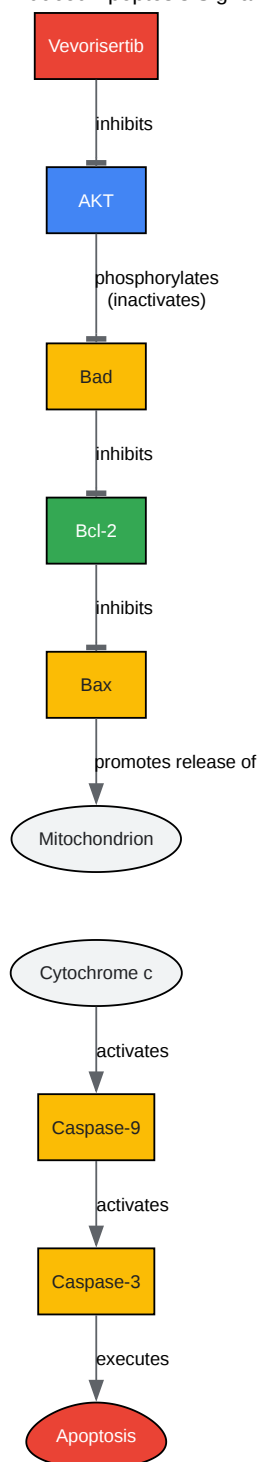 Vevorisertib
inhibits
AKT
phosphorylates
(inactivates)
Bad
inhibits
Bcl-2
inhibits
Bax
promotes release of
Mitochondrion
Cytochrome c
activates
Caspase-9
activates
Caspase-3
executes
Apoptosis